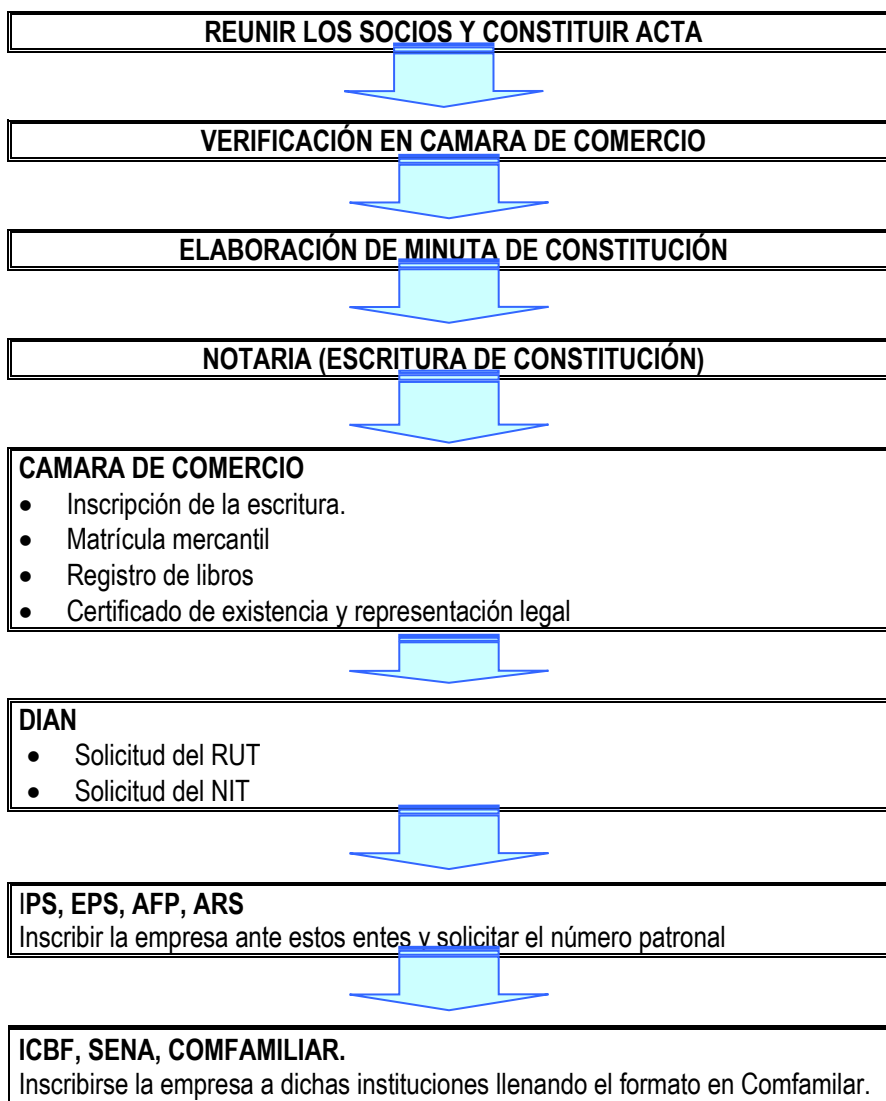 REUNIR LOS SOCIOS Y CONSTITUIR ACTA
VERIFICACIÓN EN CAMARA DE COMERCIO
ELABORACIÓN DE MINUTA DE CONSTITUCIÓN
NOTARIA (ESCRITURA DE CONSTITUCIÓN)
CAMARA DE COMERCIO
• Inscripción de la escritura.
• Matrícula mercantil
• Registro de libros
• Certificado de existencia y representación legal
DIAN
• Solicitud del RUT
• Solicitud del NIT
IPS, EPS, AFP, ARS
Inscribir la empresa ante estos entes y solicitar el número patronal
ICBF, SENA, COMFAMILIAR.
Inscribirse la empresa a dichas instituciones llenando el formato en Comfamilar.